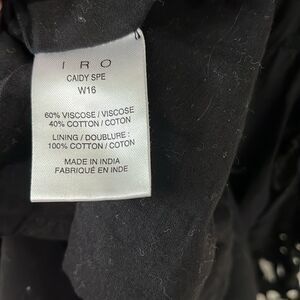 IRO
CAIDY SPE
W16
60% VISCOSE / VISCOSE
40% COTTON / COTON
LINING / DOUBLURE :
100% COTTON / COTON
MADE IN INDIA
FABRIQUÉ EN INDE